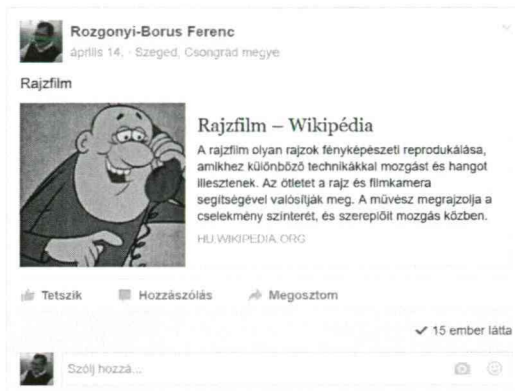 Rozgonyi-Borus Ferenc
április 14. · Szeged, Csongrád megye
Rajzfilm
Rajzfilm – Wikipédia
A rajzfilm olyan rajzok fényképészeti reprodukálása,
amikhez különböző technikákkal mozgást és hangot
illesztenek. Az ötletet a rajz és filmkamera
segítségével valósítják meg. A művész megrajzolja a
cselekmény színterét, és szereplőit mozgás közben.
HU.WIKIPEDIA.ORG
Tetszik Hozzászólás Megosztom
15 ember látta
Szólj hozzá...